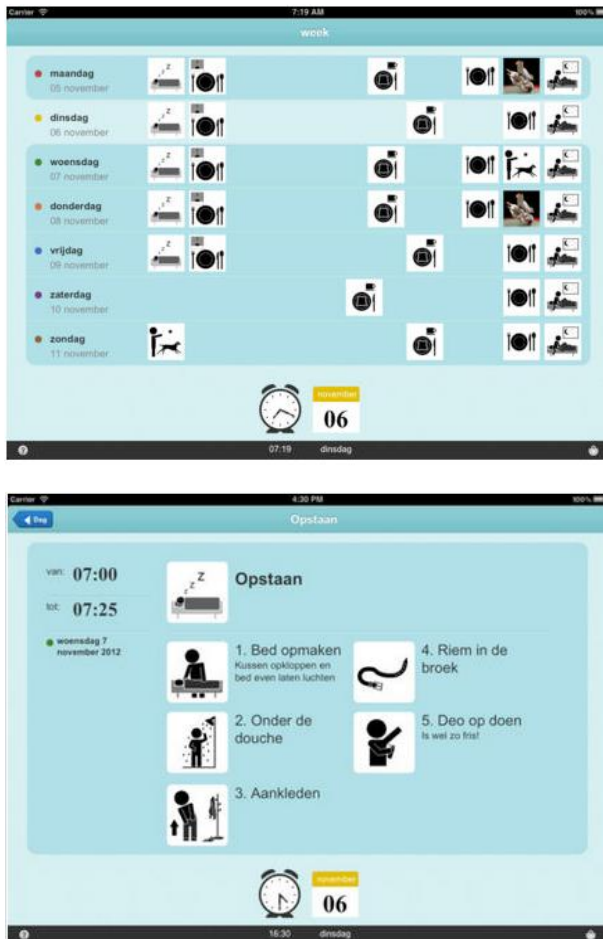 Carrier 7:19 AM 100%
week
maandag
05 november
dinsdag
06 november
woensdag
07 november
donderdag
08 november
vrijdag
09 november
zaterdag
10 november
zondag
11 november
november
06
07:19 dinsdag
Carrier 4:30 PM 100%
Dag Opstaan
van: 07:00
tot: 07:25
woensdag 7
november 2012
z z z
Opstaan
1. Bed opmaken
Kussen opkloppen en
bed even laten luchten
2. Onder de
douche
3. Aankleden
4. Riem in de
broek
5. Deo op doen
Is wel zo fris!
november
06
16:30 dinsdag